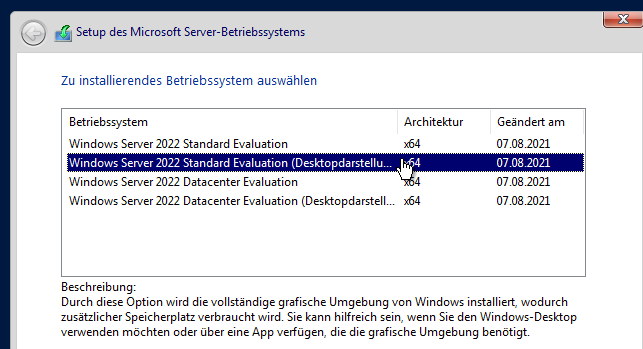 Setup des Microsoft Server-Betriebssystems
Zu installierendes Betriebssystem auswählen
Betriebssystem Architektur Geändert am
Windows Server 2022 Standard Evaluation x64 07.08.2021
Windows Server 2022 Standard Evaluation (Desktopdarstellu... x64 07.08.2021
Windows Server 2022 Datacenter Evaluation x64 07.08.2021
Windows Server 2022 Datacenter Evaluation (Desktopdarstell... x64 07.08.2021
Beschreibung:
Durch diese Option wird die vollständige grafische Umgebung von Windows installiert, wodurch
zusätzlicher Speicherplatz verbraucht wird. Sie kann hilfreich sein, wenn Sie den Windows-Desktop
verwenden möchten oder über eine App verfügen, die die grafische Umgebung benötigt.